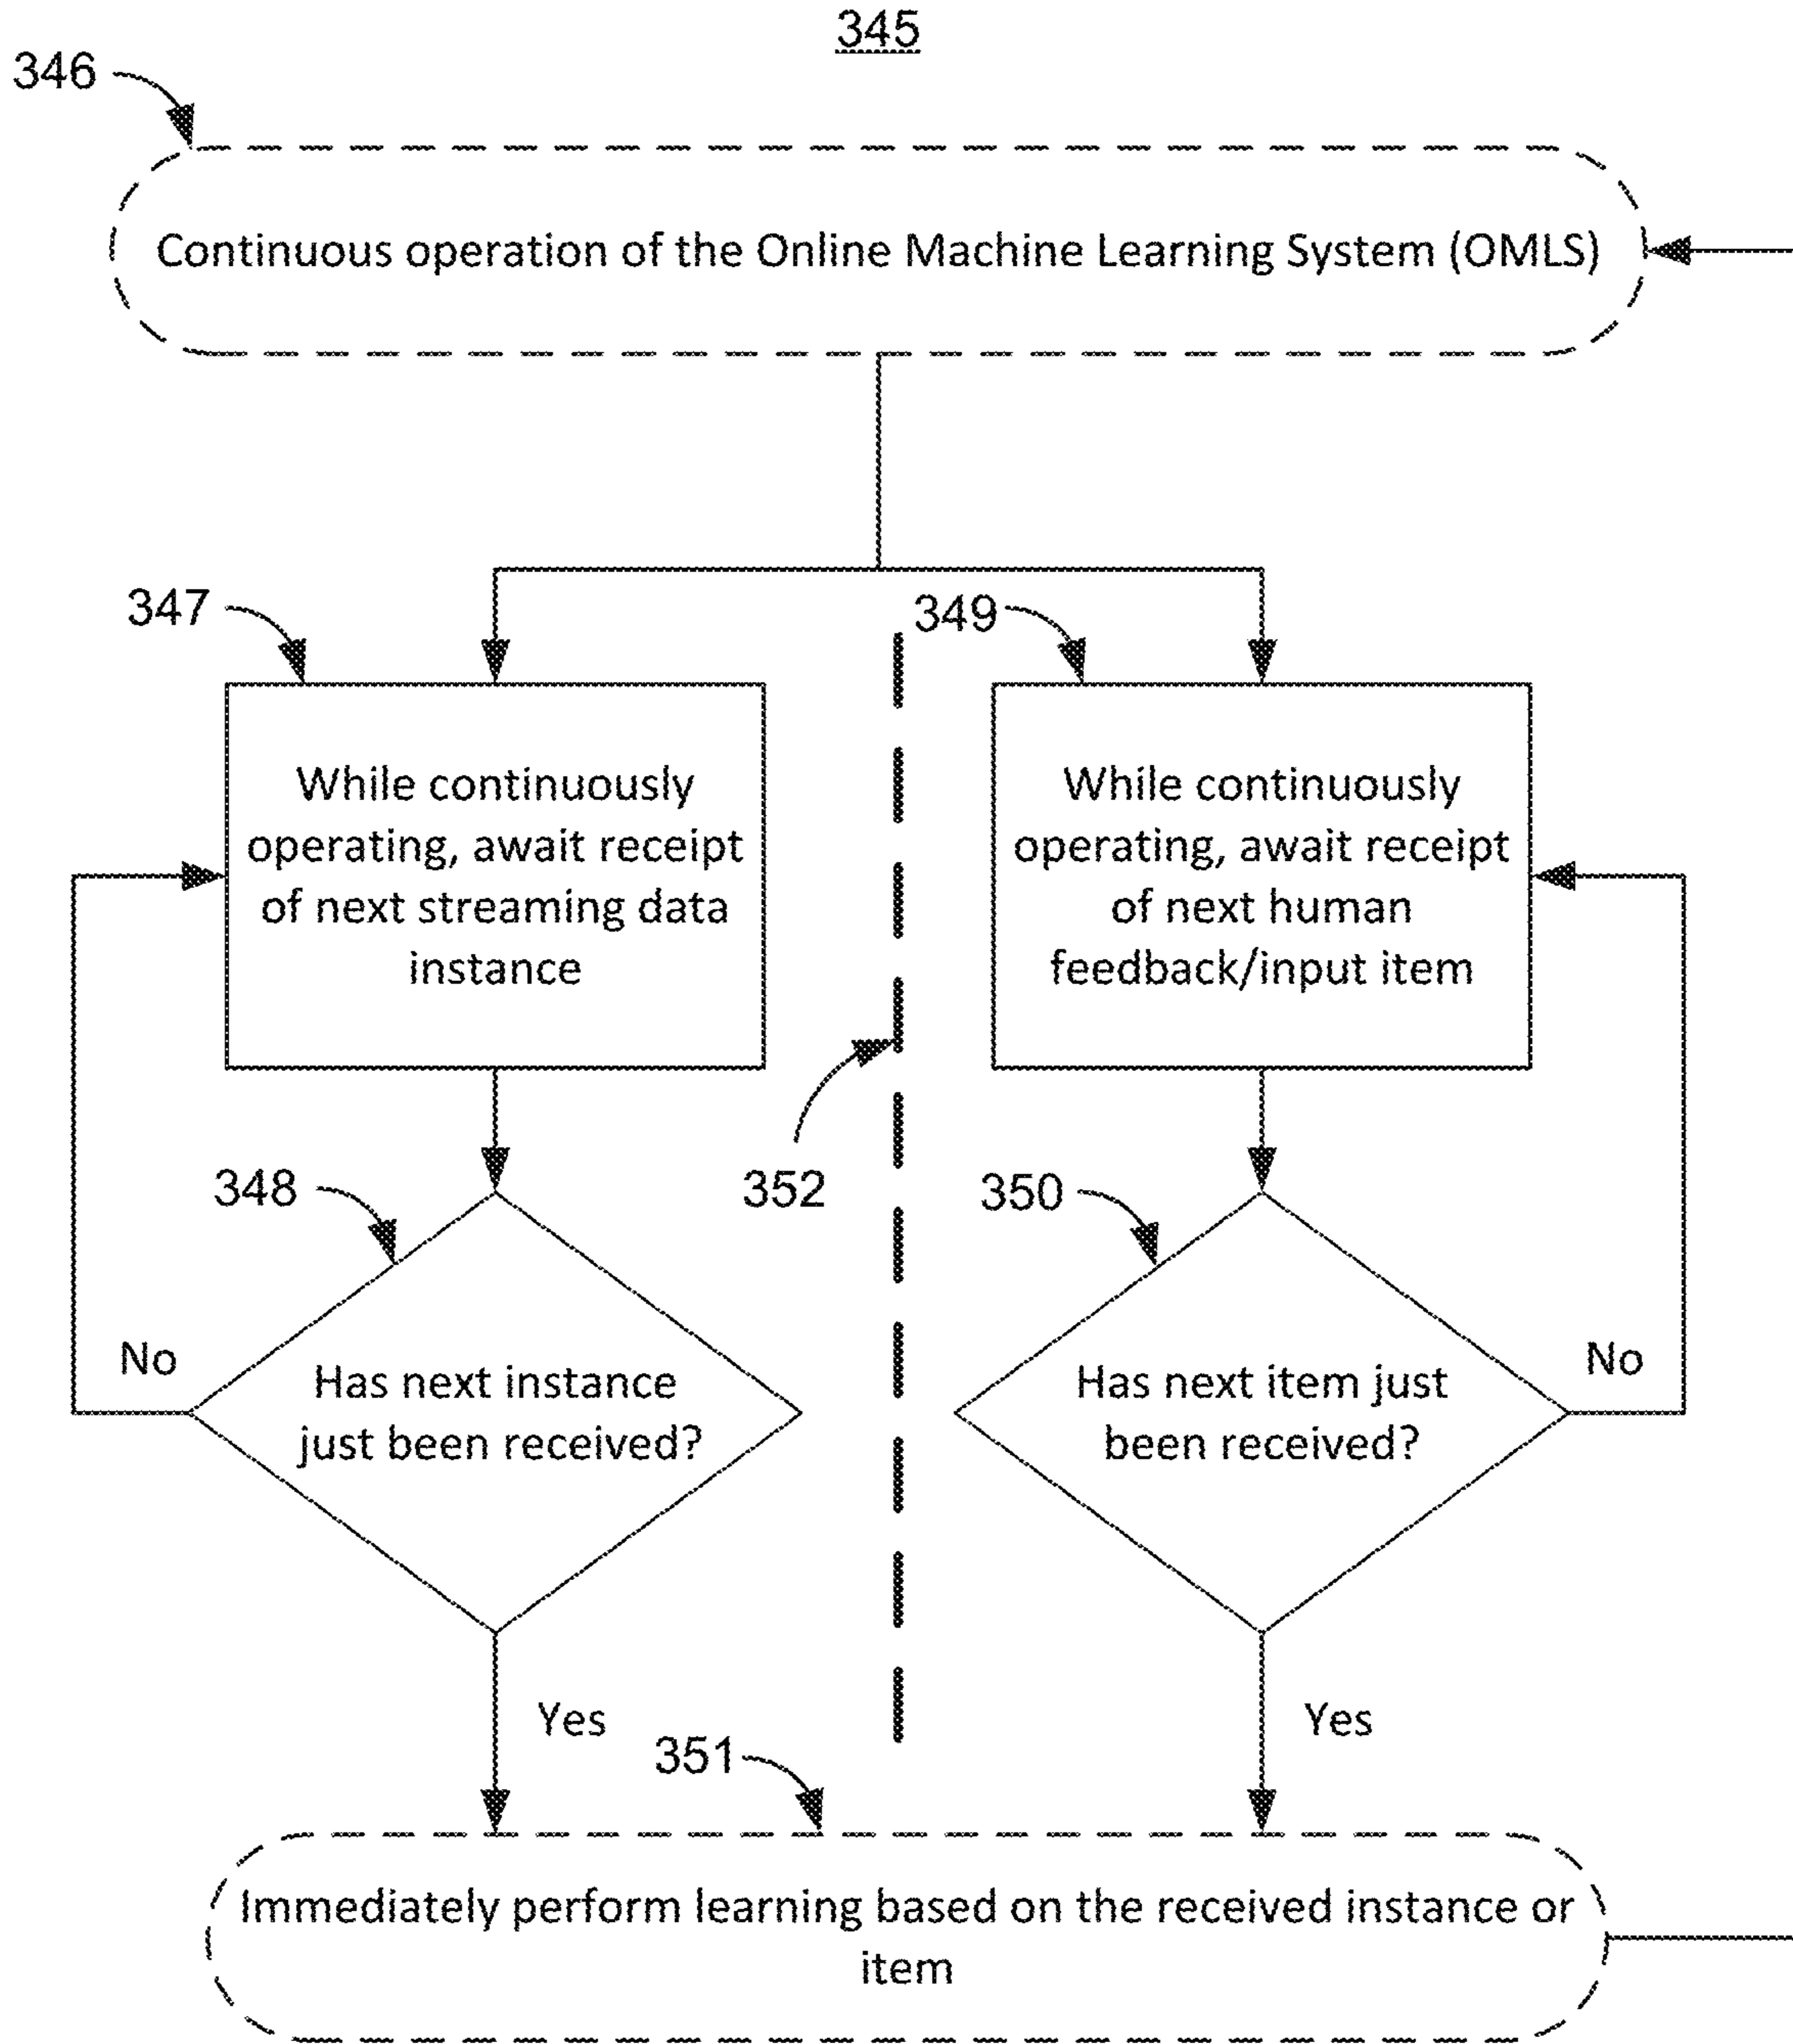 345
346
Continuous operation of the Online Machine Learning System (OMLS)
347
349
While continuously
operating, await receipt
of next streaming data
instance
While continuously
operating, await receipt
of next human
feedback/input item
348
352
350
No
Has next instance
just been received?
Has next item just
been received?
No
Yes
Yes
351
Immediately perform learning based on the received instance or
item